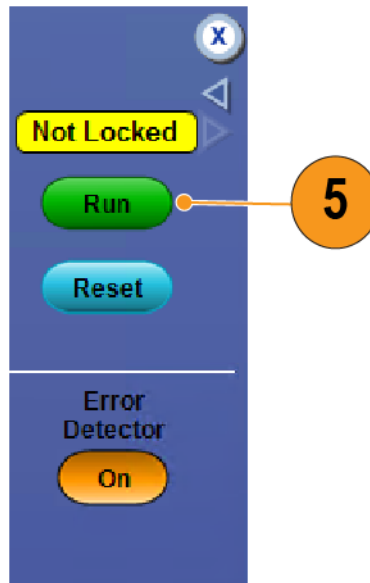 X
Not Locked
Run
5
Reset
Error
Detector
On